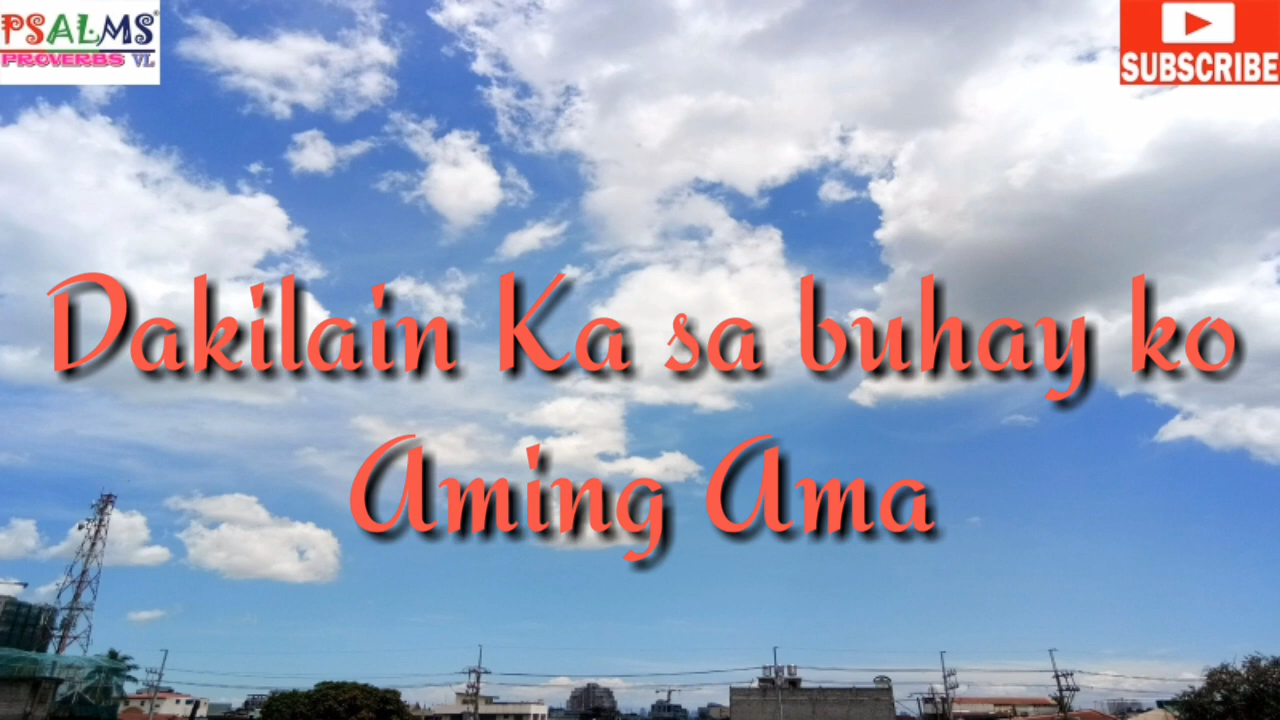 PSALMS
PROVERBS VL
SUBSCRIBE
Dakilain Ka sa buhay ko
Aming Ama